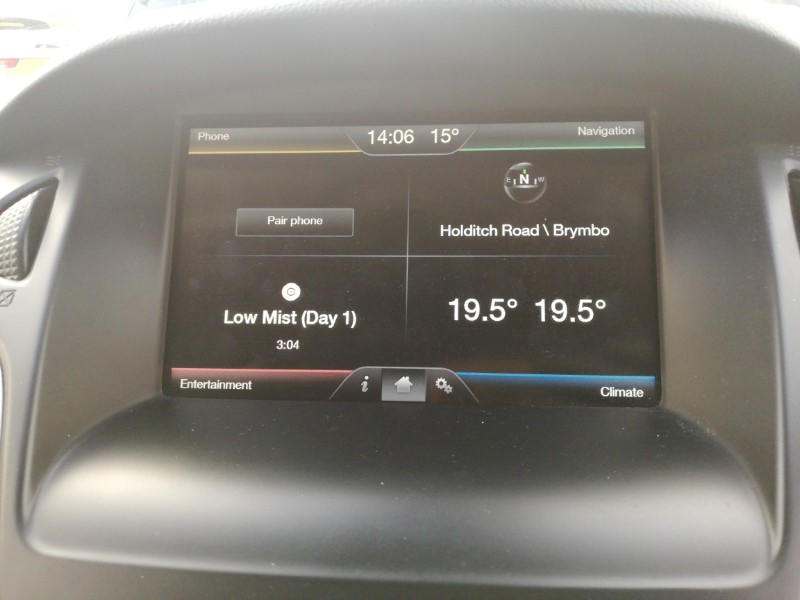 Phone
14:06 15°
Navigation
E N W
Pair phone
Holditch Road \ Brymbo
Low Mist (Day 1)
3:04
19.5° 19.5°
Entertainment
i
Climate